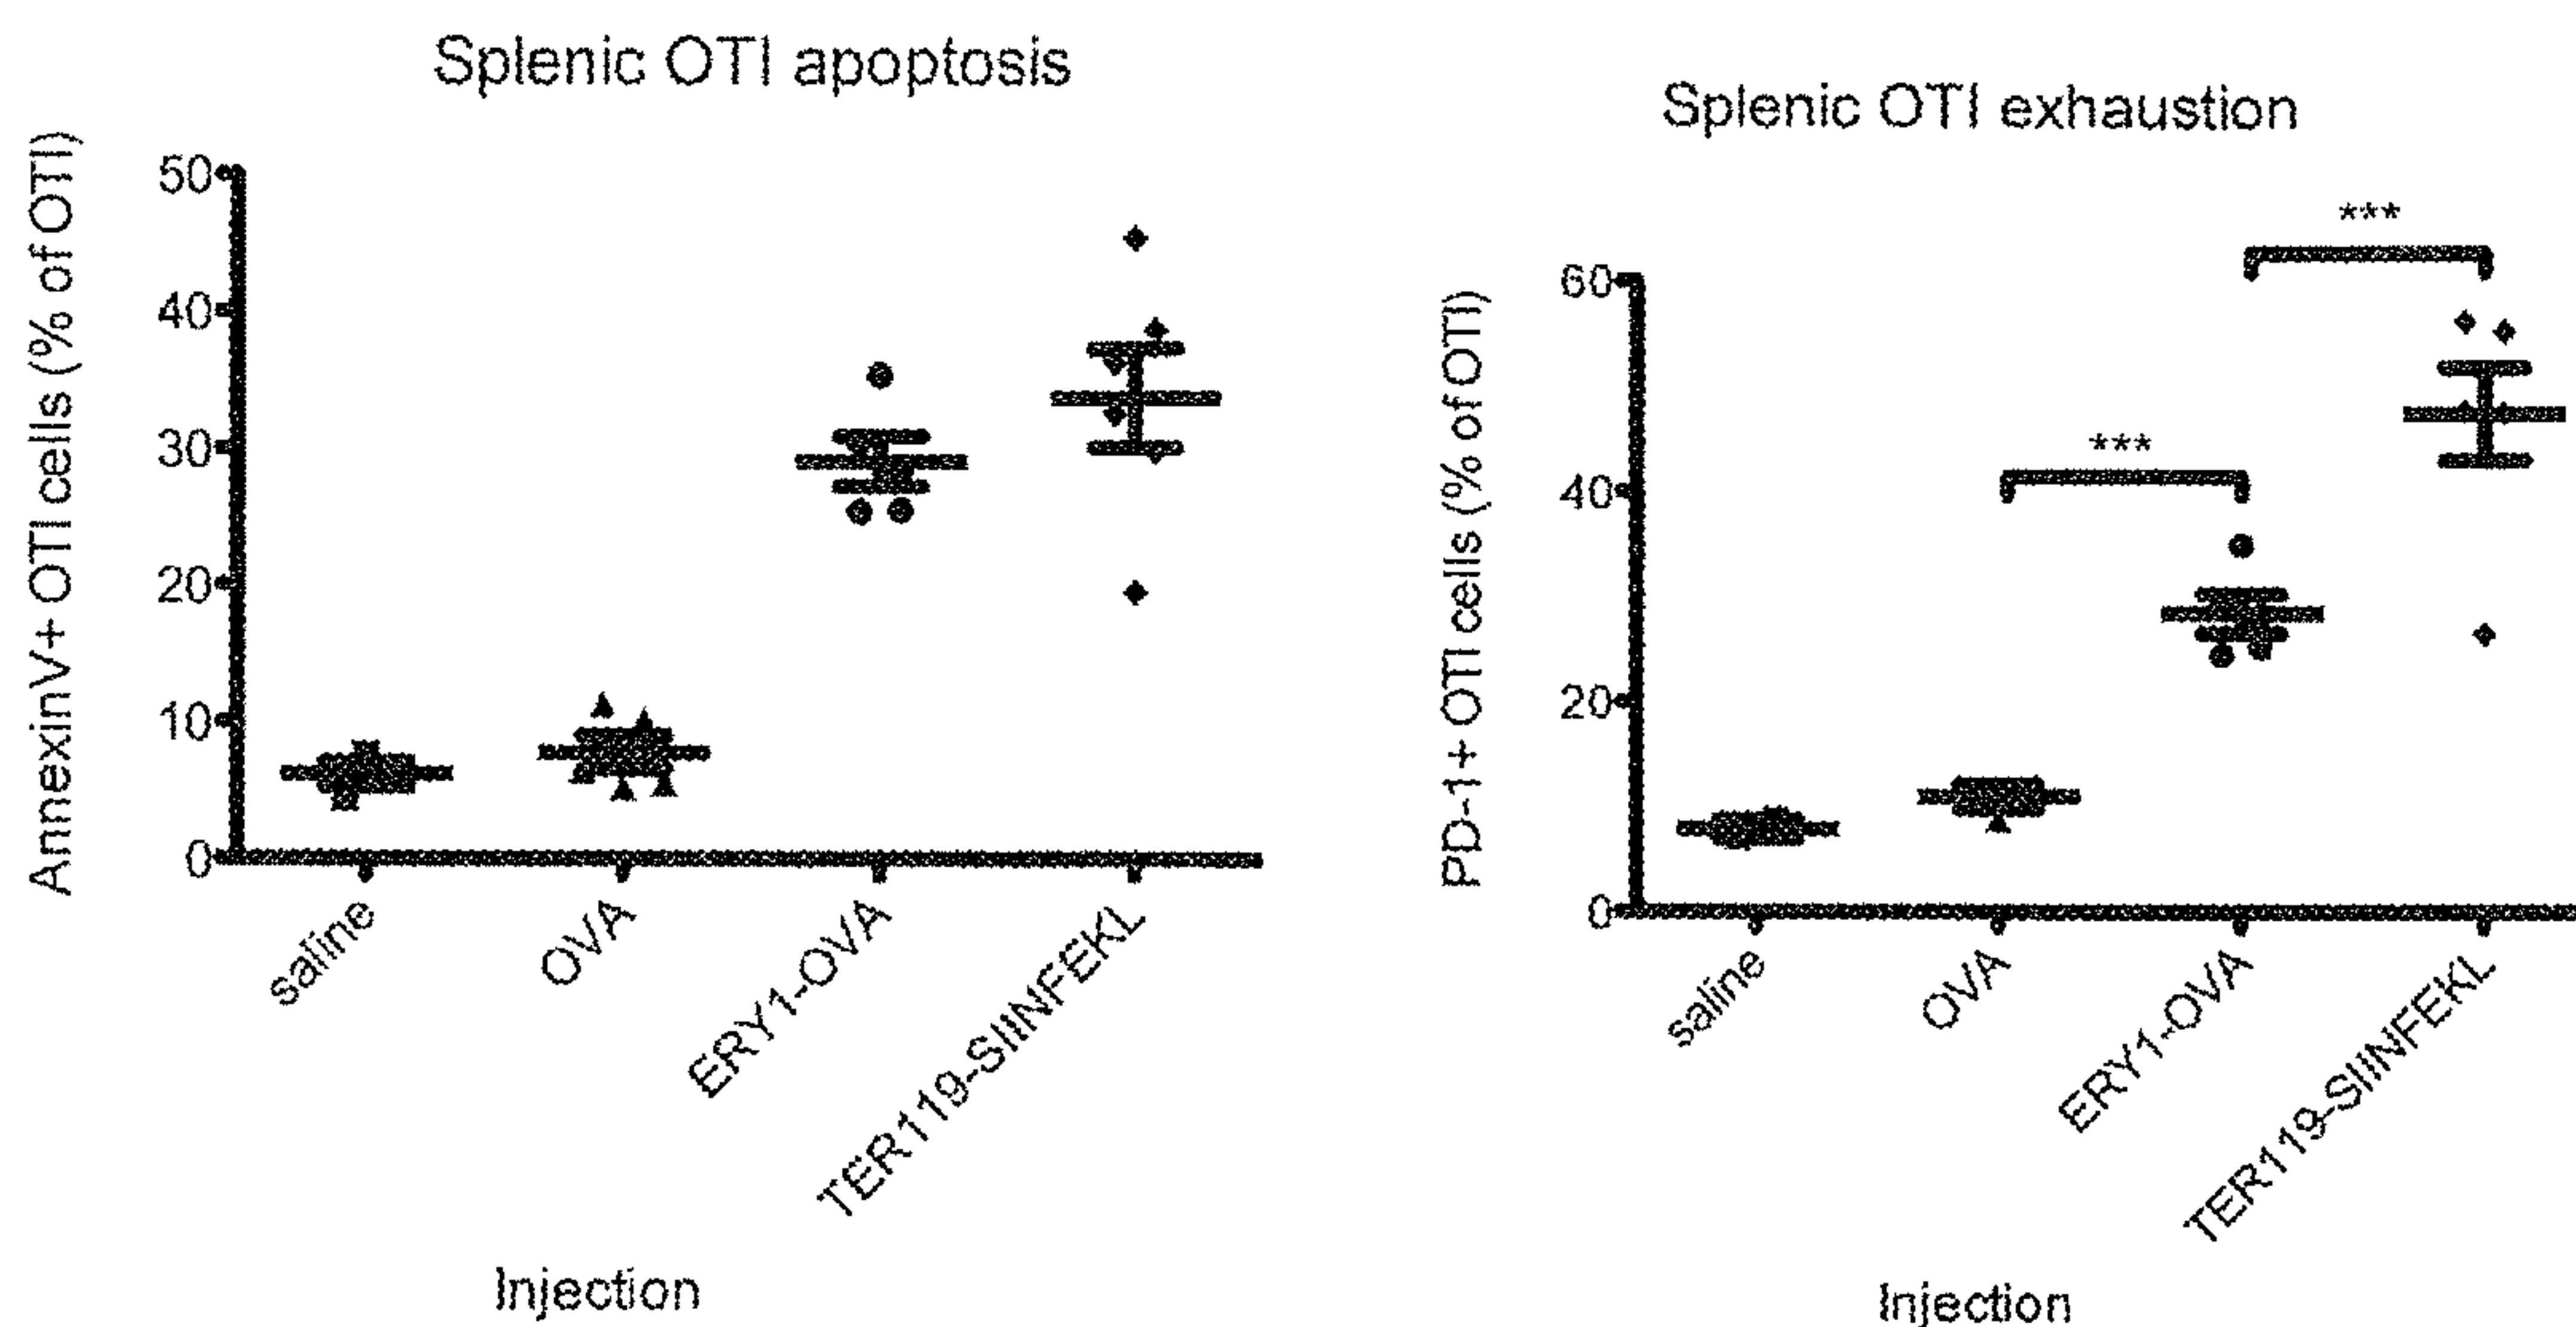 Splenic OTI apoptosis
AnnexinV+ OTI cells (% of OTI)
50
40
30
20
10
0
saline
OVA
ERY1-OVA
TER119-SIINFEKL
Injection
Splenic OTI exhaustion
PD-1+ OTI cells (% of OTI)
60
40
20
0
***
***
saline
OVA
ERY1-OVA
TER119-SIINFEKL
Injection